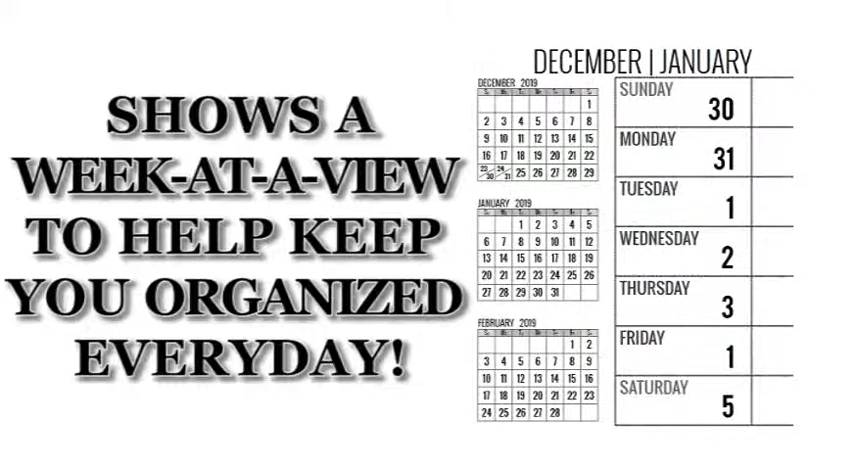 SHOWS A
WEEK-AT-A-VIEW
TO HELP KEEP
YOU ORGANIZED
EVERYDAY!
DECEMBER | JANUARY
DECEMBER 2019
1
2 3 4 5 6 7 8
9 10 11 12 13 14 15
16 17 18 19 20 21 22
23/30 24/31 25 26 27 28 29
JANUARY 2019
1 2 3 4 5
6 7 8 9 10 11 12
13 14 15 16 17 18 19
20 21 22 23 24 25 26
27 28 29 30 31
FEBRUARY 2019
1 2
3 4 5 6 7 8 9
10 11 12 13 14 15 16
17 18 19 20 21 22 23
24 25 26 27 28
SUNDAY
30
MONDAY
31
TUESDAY
1
WEDNESDAY
2
THURSDAY
3
FRIDAY
1
SATURDAY
5